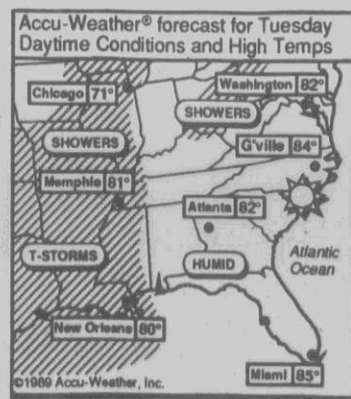 Accu-Weather® forecast for Tuesday
Daytime Conditions and High Temps
Chicago 71°
Washington 82°
SHOWERS
SHOWERS
G'ville 84°
Memphis 81°
Atlanta 82°
T-STORMS
HUMID
Atlantic
Ocean
New Orleans 80°
Miami 85°
©1989 Accu-Weather, Inc.